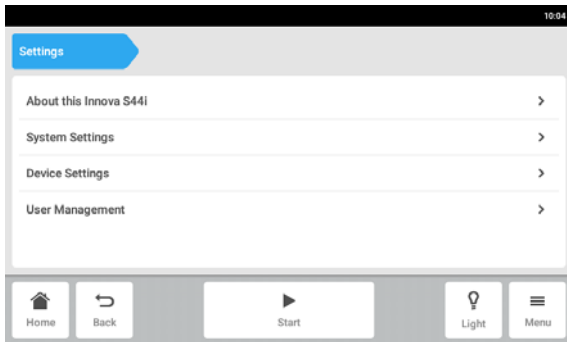 10:04
Settings
About this Innova S44i
System Settings
Device Settings
User Management
Home
Back
Start
Light
Menu